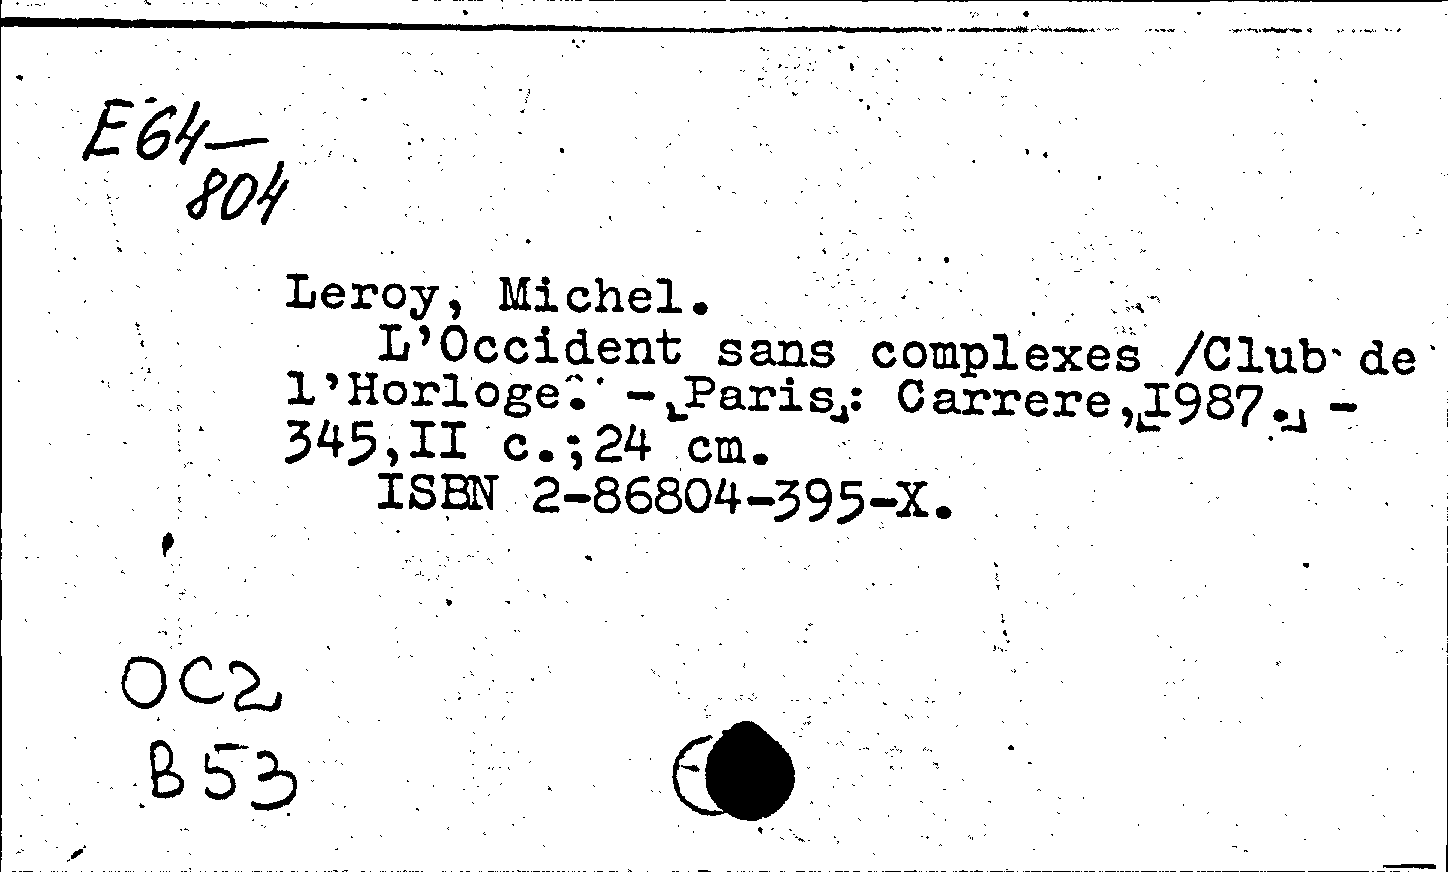 E64—
804
Leroy, Michel.
L'Occident sans complexes /Club de
l'Horloge. - [Paris]: Carrere,[1987.] -
345,II c.;24 cm.
ISBN 2-86804-395-X.
OC2
B53